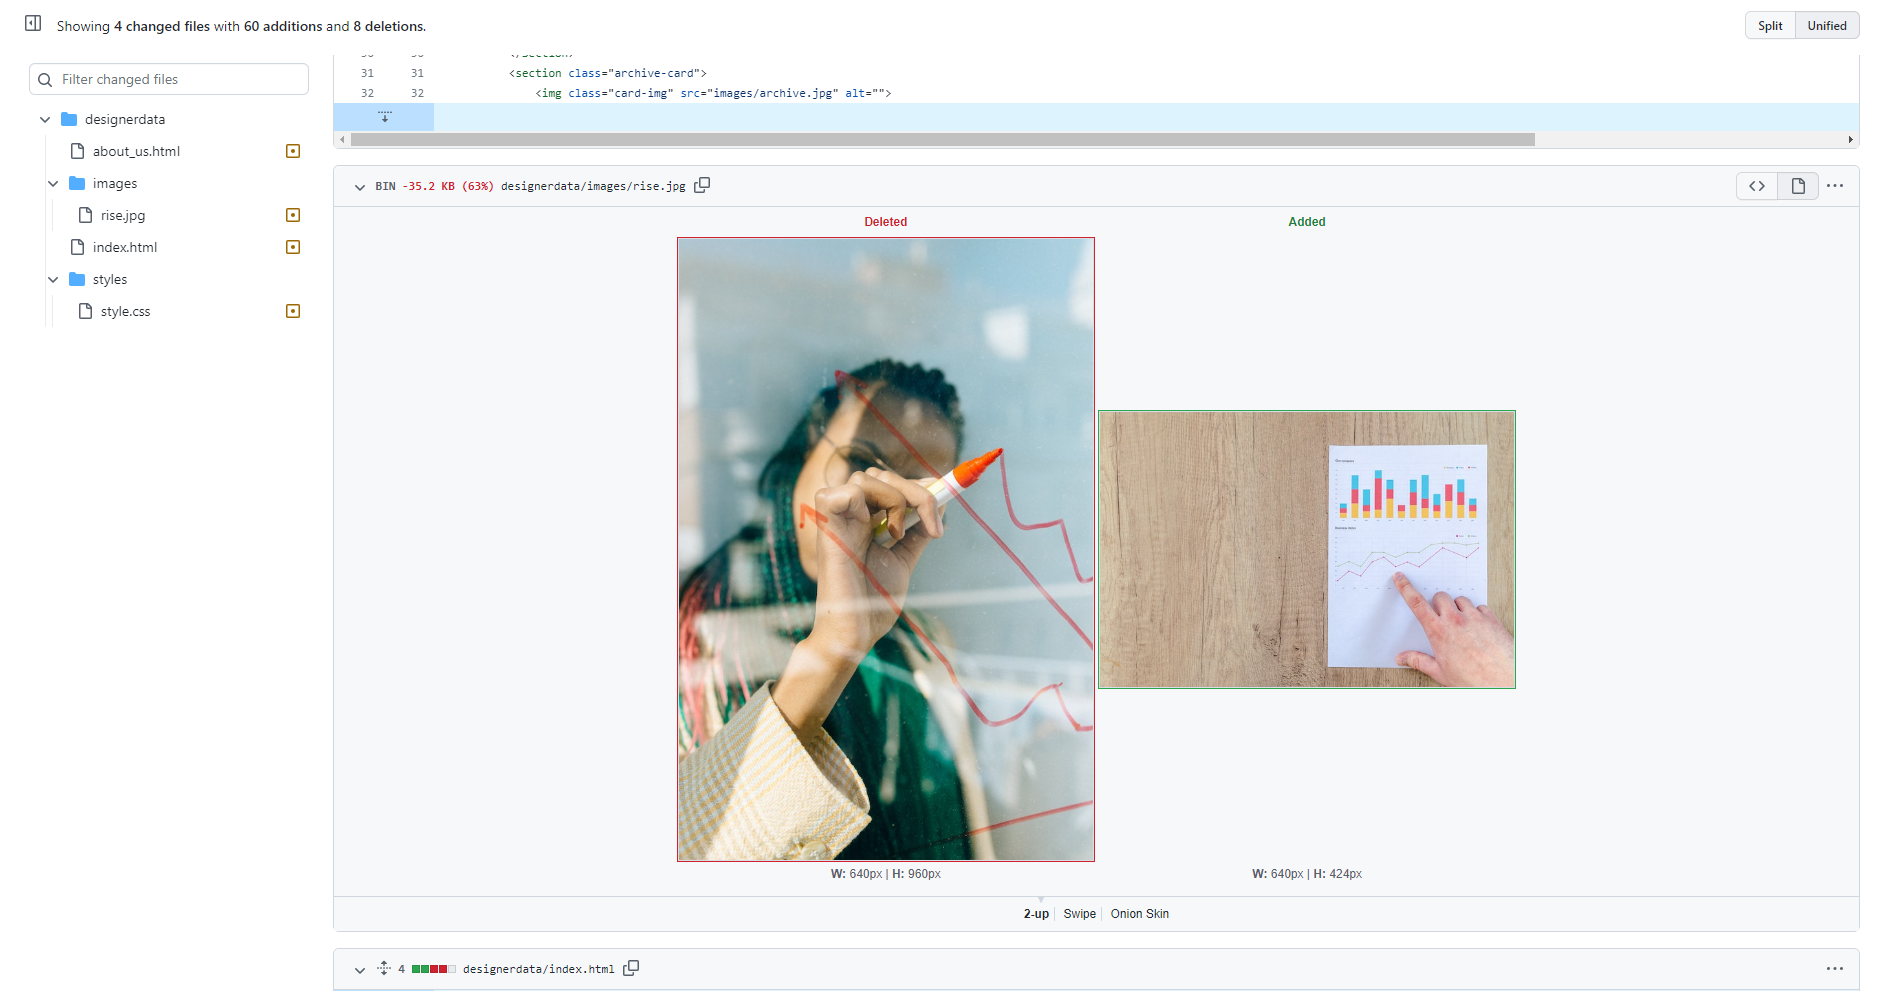 Showing 4 changed files with 60 additions and 8 deletions.
Split
Unified
Filter changed files
designerdata
about_us.html
images
rise.jpg
index.html
styles
style.css
31 31 <section class="archive-card">
32 32 <img class="card-img" src="images/archive.jpg" alt="">
BIN -35.2 KB (63%) designerdata/images/rise.jpg
Deleted
Added
W: 640px | H: 960px
W: 640px | H: 424px
2-up
Swipe
Onion Skin
4 designerdata/index.html